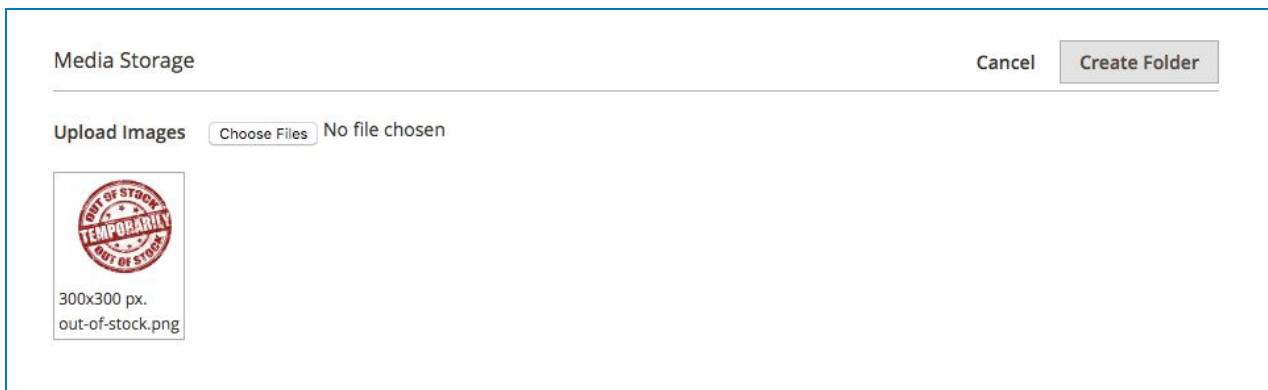 Media Storage
Cancel
Create Folder
Upload Images
Choose Files
No file chosen
OUT OF STOCK
TEMPORARILY
OUT OF STOCK
300x300 px.
out-of-stock.png